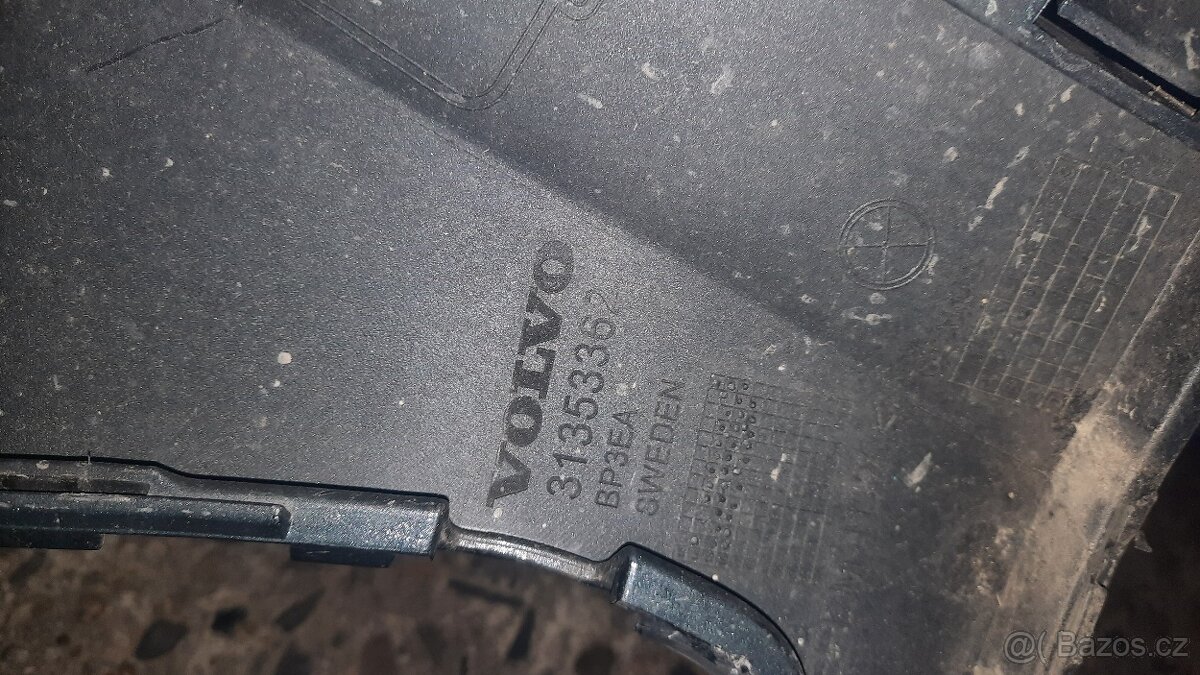 VOLVO
31353362
BP3EA
SWEDEN
@( Bazos.cz